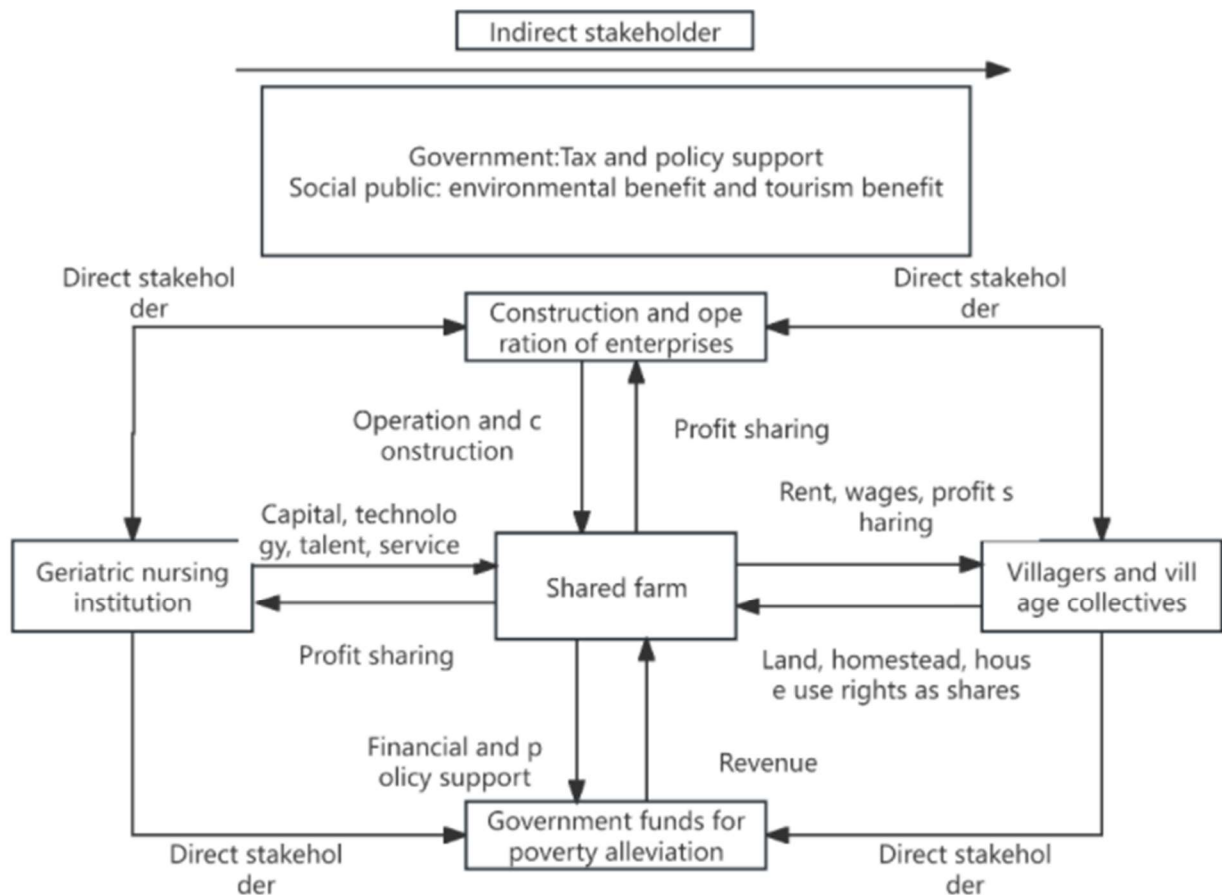 Indirect stakeholder
Government:Tax and policy support
Social public: environmental benefit and tourism benefit
Direct stakehol
der
Direct stakehol
der
Construction and ope
ration of enterprises
Operation and c
onstruction
Profit sharing
Rent, wages, profit s
haring
Capital, technolo
gy, talent, service
Geriatric nursing
institution
Shared farm
Villagers and vill
age collectives
Profit sharing
Land, homestead, hous
e use rights as shares
Financial and p
olicy support
Revenue
Government funds for
poverty alleviation
Direct stakehol
der
Direct stakehol
der